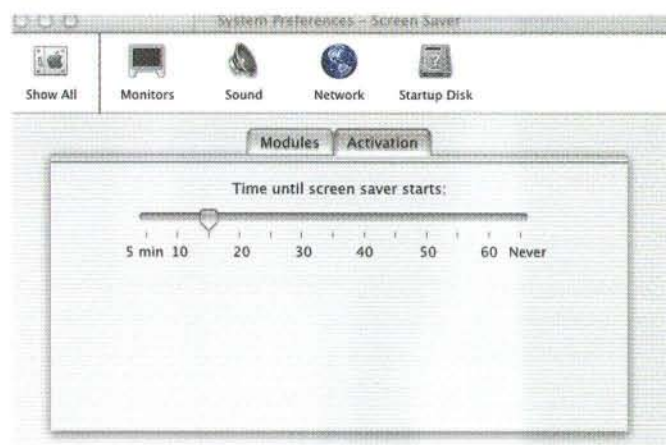 System Preferences – Screen Saver
Show All Monitors Sound Network Startup Disk
Modules Activation
Time until screen saver starts:
5 min 10 20 30 40 50 60 Never